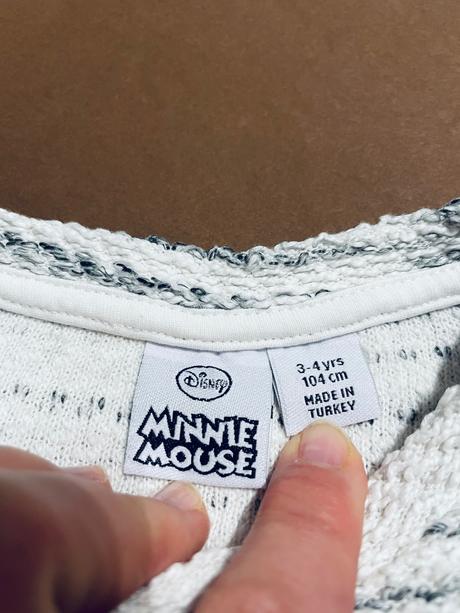 Disney
MINNIE
MOUSE
3-4 yrs
104 cm
MADE IN
TURKEY